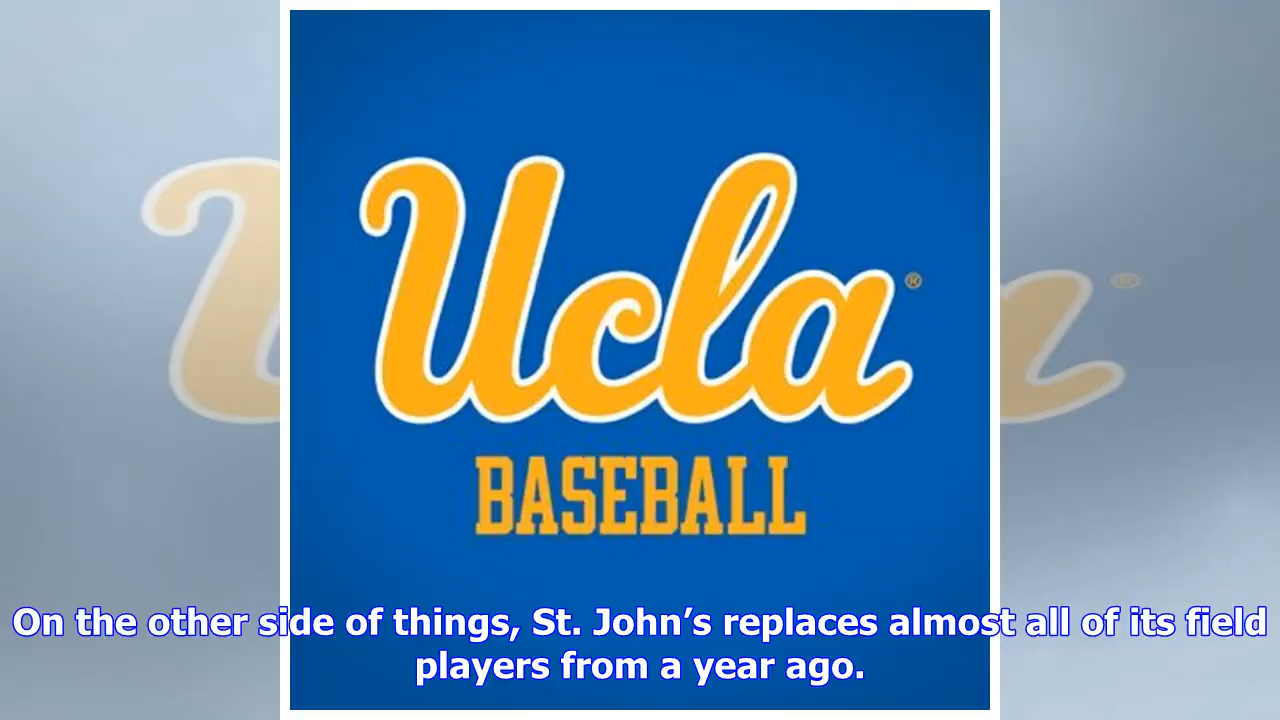 Ucla®
BASEBALL
On the other side of things, St. John’s replaces almost all of its field
players from a year ago.